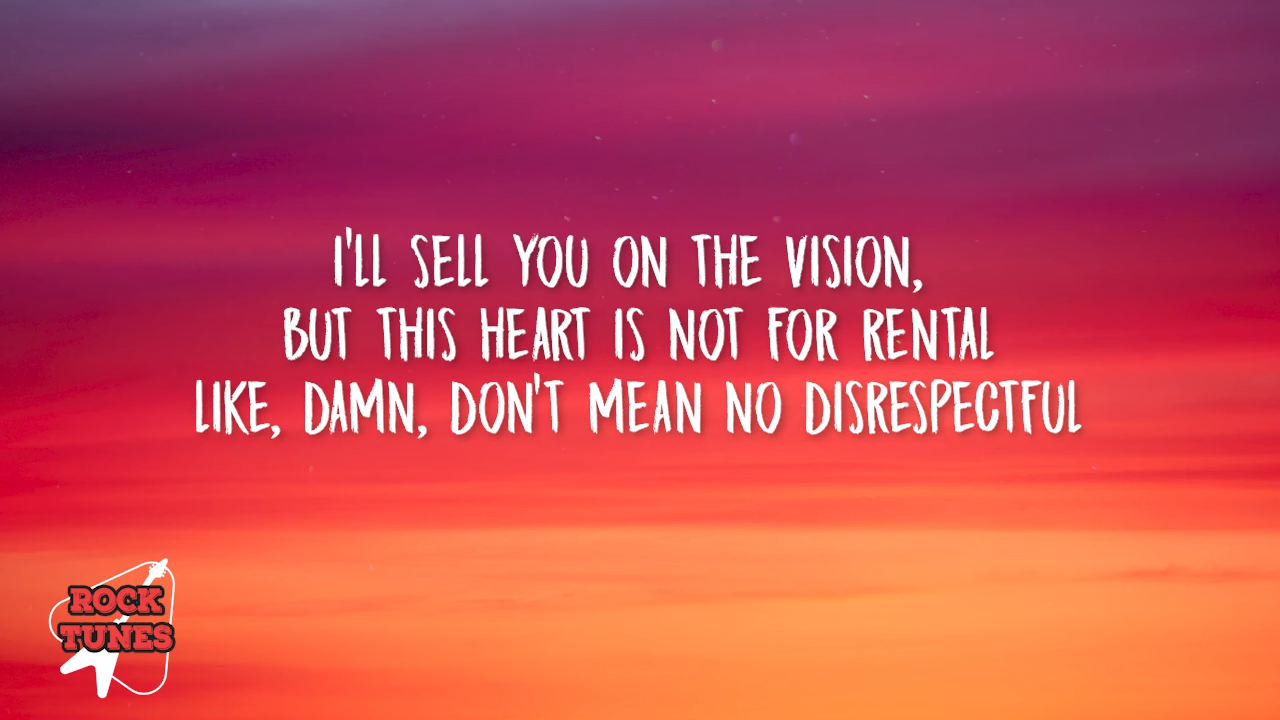 I'LL SELL YOU ON THE VISION,
BUT THIS HEART IS NOT FOR RENTAL
LIKE, DAMN, DON'T MEAN NO DISRESPECTFUL
ROCK
TUNES